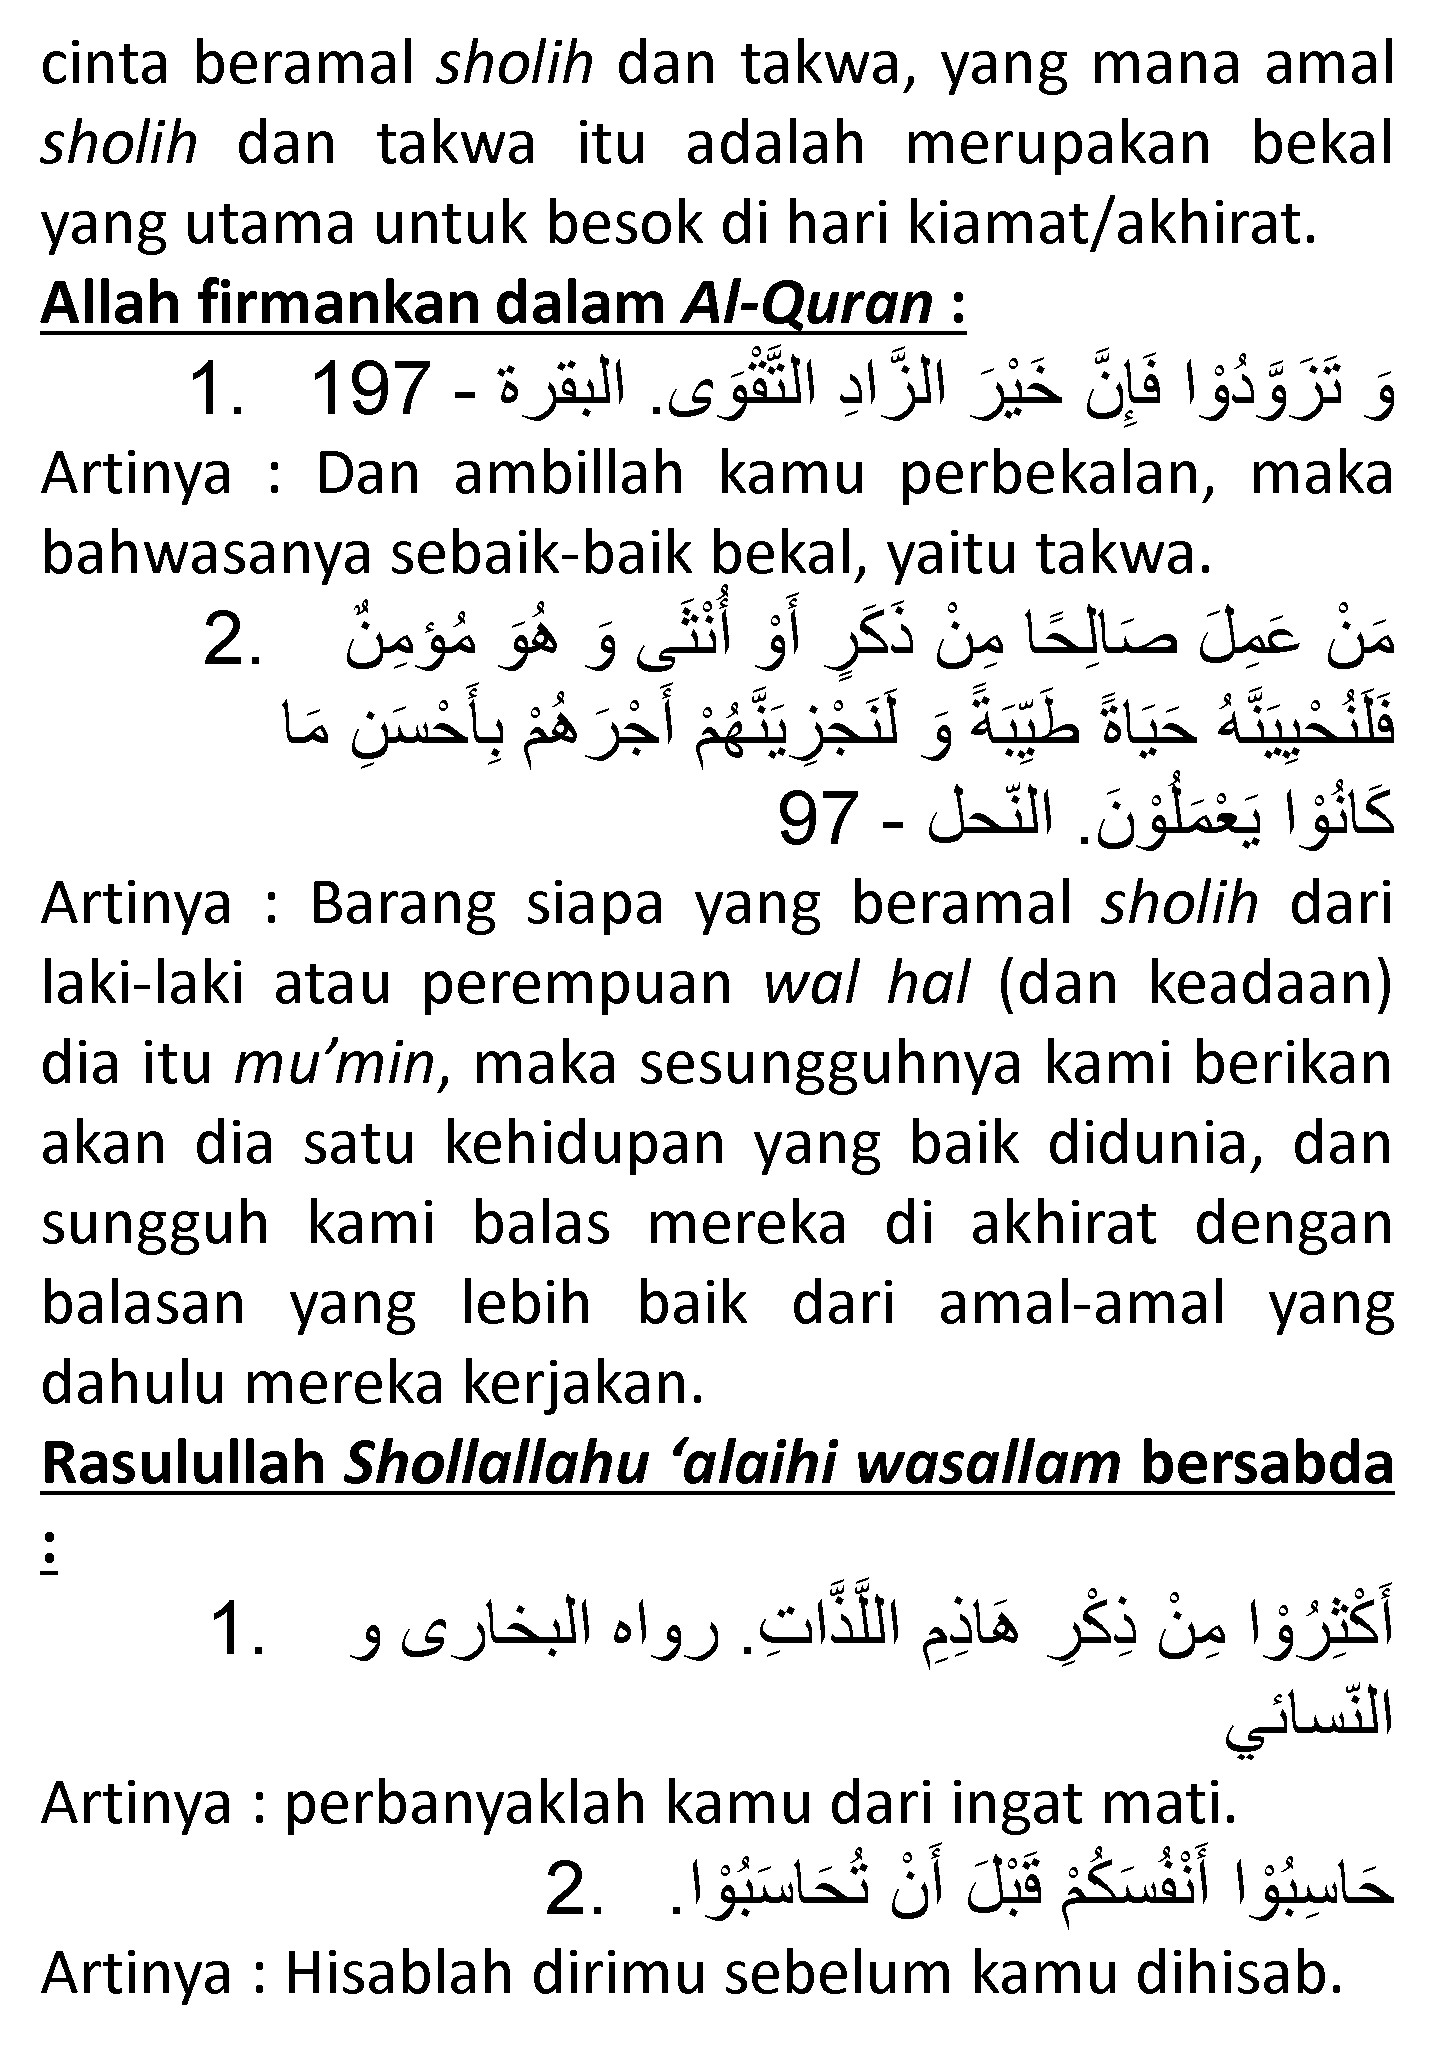 cinta beramal sholih dan takwa, yang mana amal
sholih dan takwa itu adalah merupakan bekal
yang utama untuk besok di hari kiamat/akhirat.
Allah firmankan dalam Al-Quran :
1. وَ تَزَوَّدُوْا فَإِنَّ خَيْرَ الزَّادِ التَّقْوَى. البقرة - 197
Artinya : Dan ambillah kamu perbekalan, maka
bahwasanya sebaik-baik bekal, yaitu takwa.
2. مَنْ عَمِلَ صَالِحًا مِنْ ذَكَرٍ أَوْ أُنْثَى وَ هُوَ مُؤمِنٌ
فَلَنُحْيِيَنَّهُ حَيَاةً طَيِّبَةً وَ لَنَجْزِيَنَّهُمْ أَجْرَهُمْ بِأَحْسَنِ مَا
كَانُوْا يَعْمَلُوْنَ. النّحل - 97
Artinya : Barang siapa yang beramal sholih dari
laki-laki atau perempuan wal hal (dan keadaan)
dia itu mu’min, maka sesungguhnya kami berikan
akan dia satu kehidupan yang baik didunia, dan
sungguh kami balas mereka di akhirat dengan
balasan yang lebih baik dari amal-amal yang
dahulu mereka kerjakan.
Rasulullah Shollallahu ‘alaihi wasallam bersabda
:
1. أَكْثِرُوْا مِنْ ذِكْرِ هَاذِمِ اللَّذَّاتِ. رواه البخارى و
النّسائي
Artinya : perbanyaklah kamu dari ingat mati.
2. حَاسِبُوْا أَنْفُسَكُمْ قَبْلَ أَنْ تُحَاسَبُوْا.
Artinya : Hisablah dirimu sebelum kamu dihisab.